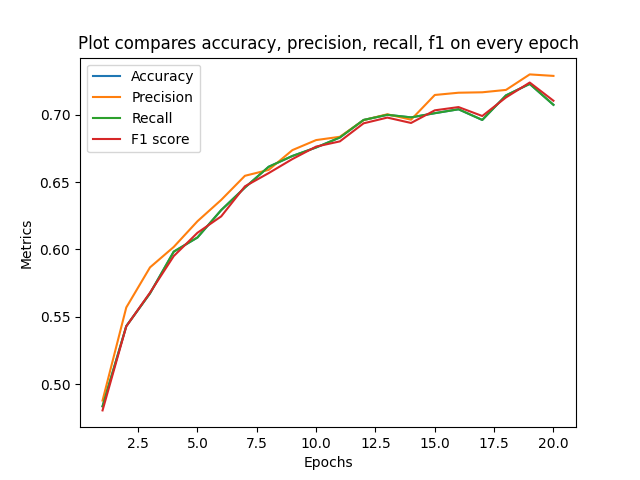 Plot compares accuracy, precision, recall, f1 on every epoch
Accuracy
Precision
Recall
F1 score
Metrics
0.70
0.65
0.60
0.55
0.50
2.5 5.0 7.5 10.0 12.5 15.0 17.5 20.0
Epochs